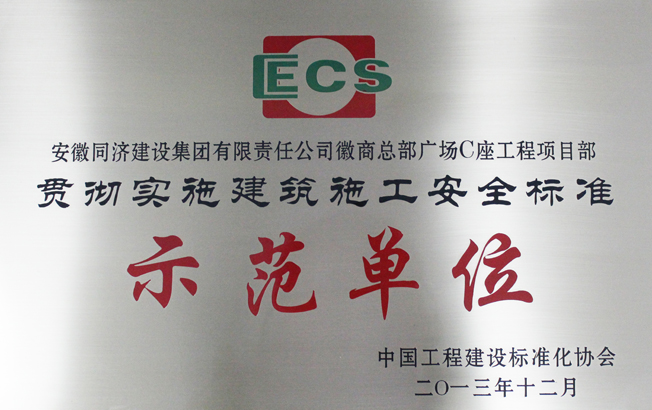 ECS
安徽同济建设集团有限责任公司徽商总部广场C座工程项目部
贯彻实施建筑施工安全标准
示范单位
中国工程建设标准化协会
二〇一三年十二月